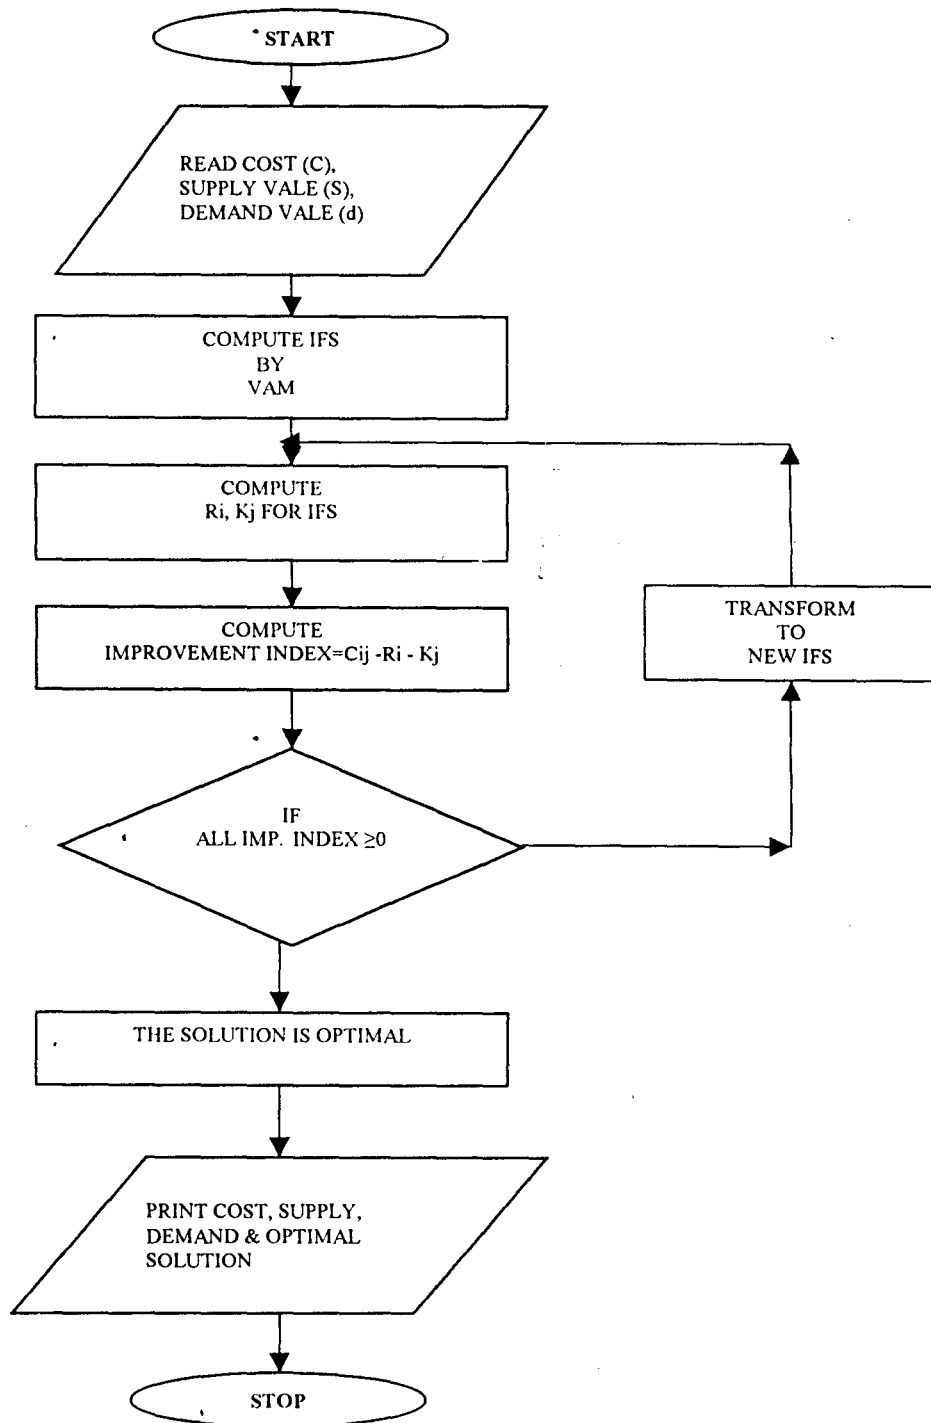 START
READ COST (C),
SUPPLY VALE (S),
DEMAND VALE (d)
COMPUTE IFS
BY
VAM
COMPUTE
Ri, Kj FOR IFS
COMPUTE
IMPROVEMENT INDEX=Cij -Ri - Kj
TRANSFORM
TO
NEW IFS
IF
ALL IMP. INDEX ≥0
THE SOLUTION IS OPTIMAL
PRINT COST, SUPPLY,
DEMAND & OPTIMAL
SOLUTION
STOP